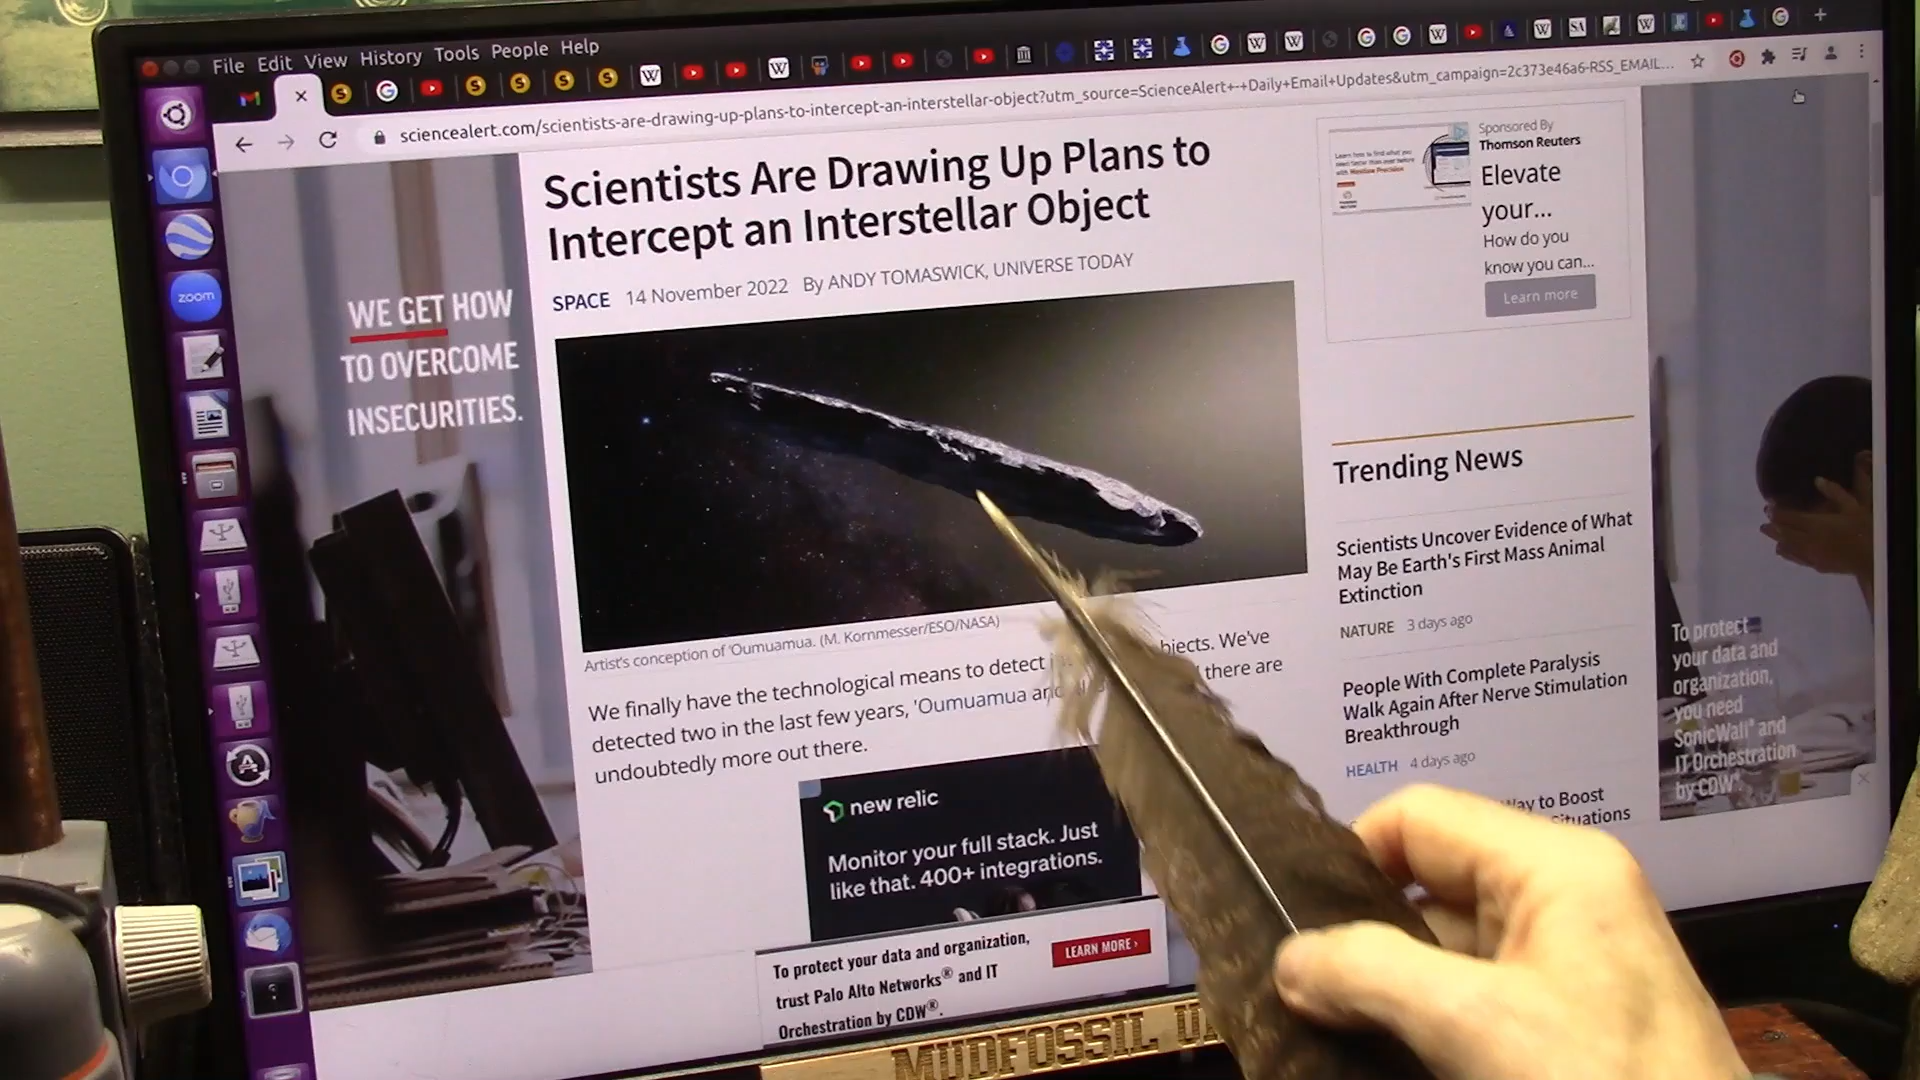 File Edit View History Tools People Help
sciencealert.com/scientists-are-drawing-up-plans-to-intercept-an-interstellar-object?utm_source=ScienceAlert+-+Daily+Email+Updates&utm_campaign=2c373e46a6-RSS_EMAIL...
zoom
WE GET HOW
TO OVERCOME
INSECURITIES.
Scientists Are Drawing Up Plans to
Intercept an Interstellar Object
SPACE 14 November 2022 By ANDY TOMASWICK, UNIVERSE TODAY
Artist's conception of 'Oumuamua. (M. Kornmesser/ESO/NASA)
We finally have the technological means to detect bjects. We've
detected two in the last few years, 'Oumuamua and there are
undoubtedly more out there.
new relic
Monitor your full stack. Just
like that. 400+ integrations.
To protect your data and organization,
trust Palo Alto Networks® and IT
Orchestration by CDW®.
LEARN MORE ›
Sponsored By
Thomson Reuters
Elevate
your...
How do you
know you can...
Learn more
Trending News
Scientists Uncover Evidence of What
May Be Earth's First Mass Animal
Extinction
NATURE 3 days ago
People With Complete Paralysis
Walk Again After Nerve Stimulation
Breakthrough
HEALTH 4 days ago
Way to Boost
Situations
To protect
your data and
organization,
you need
SonicWall® and
IT Orchestration
by CDW®.
MUDFOSSIL U